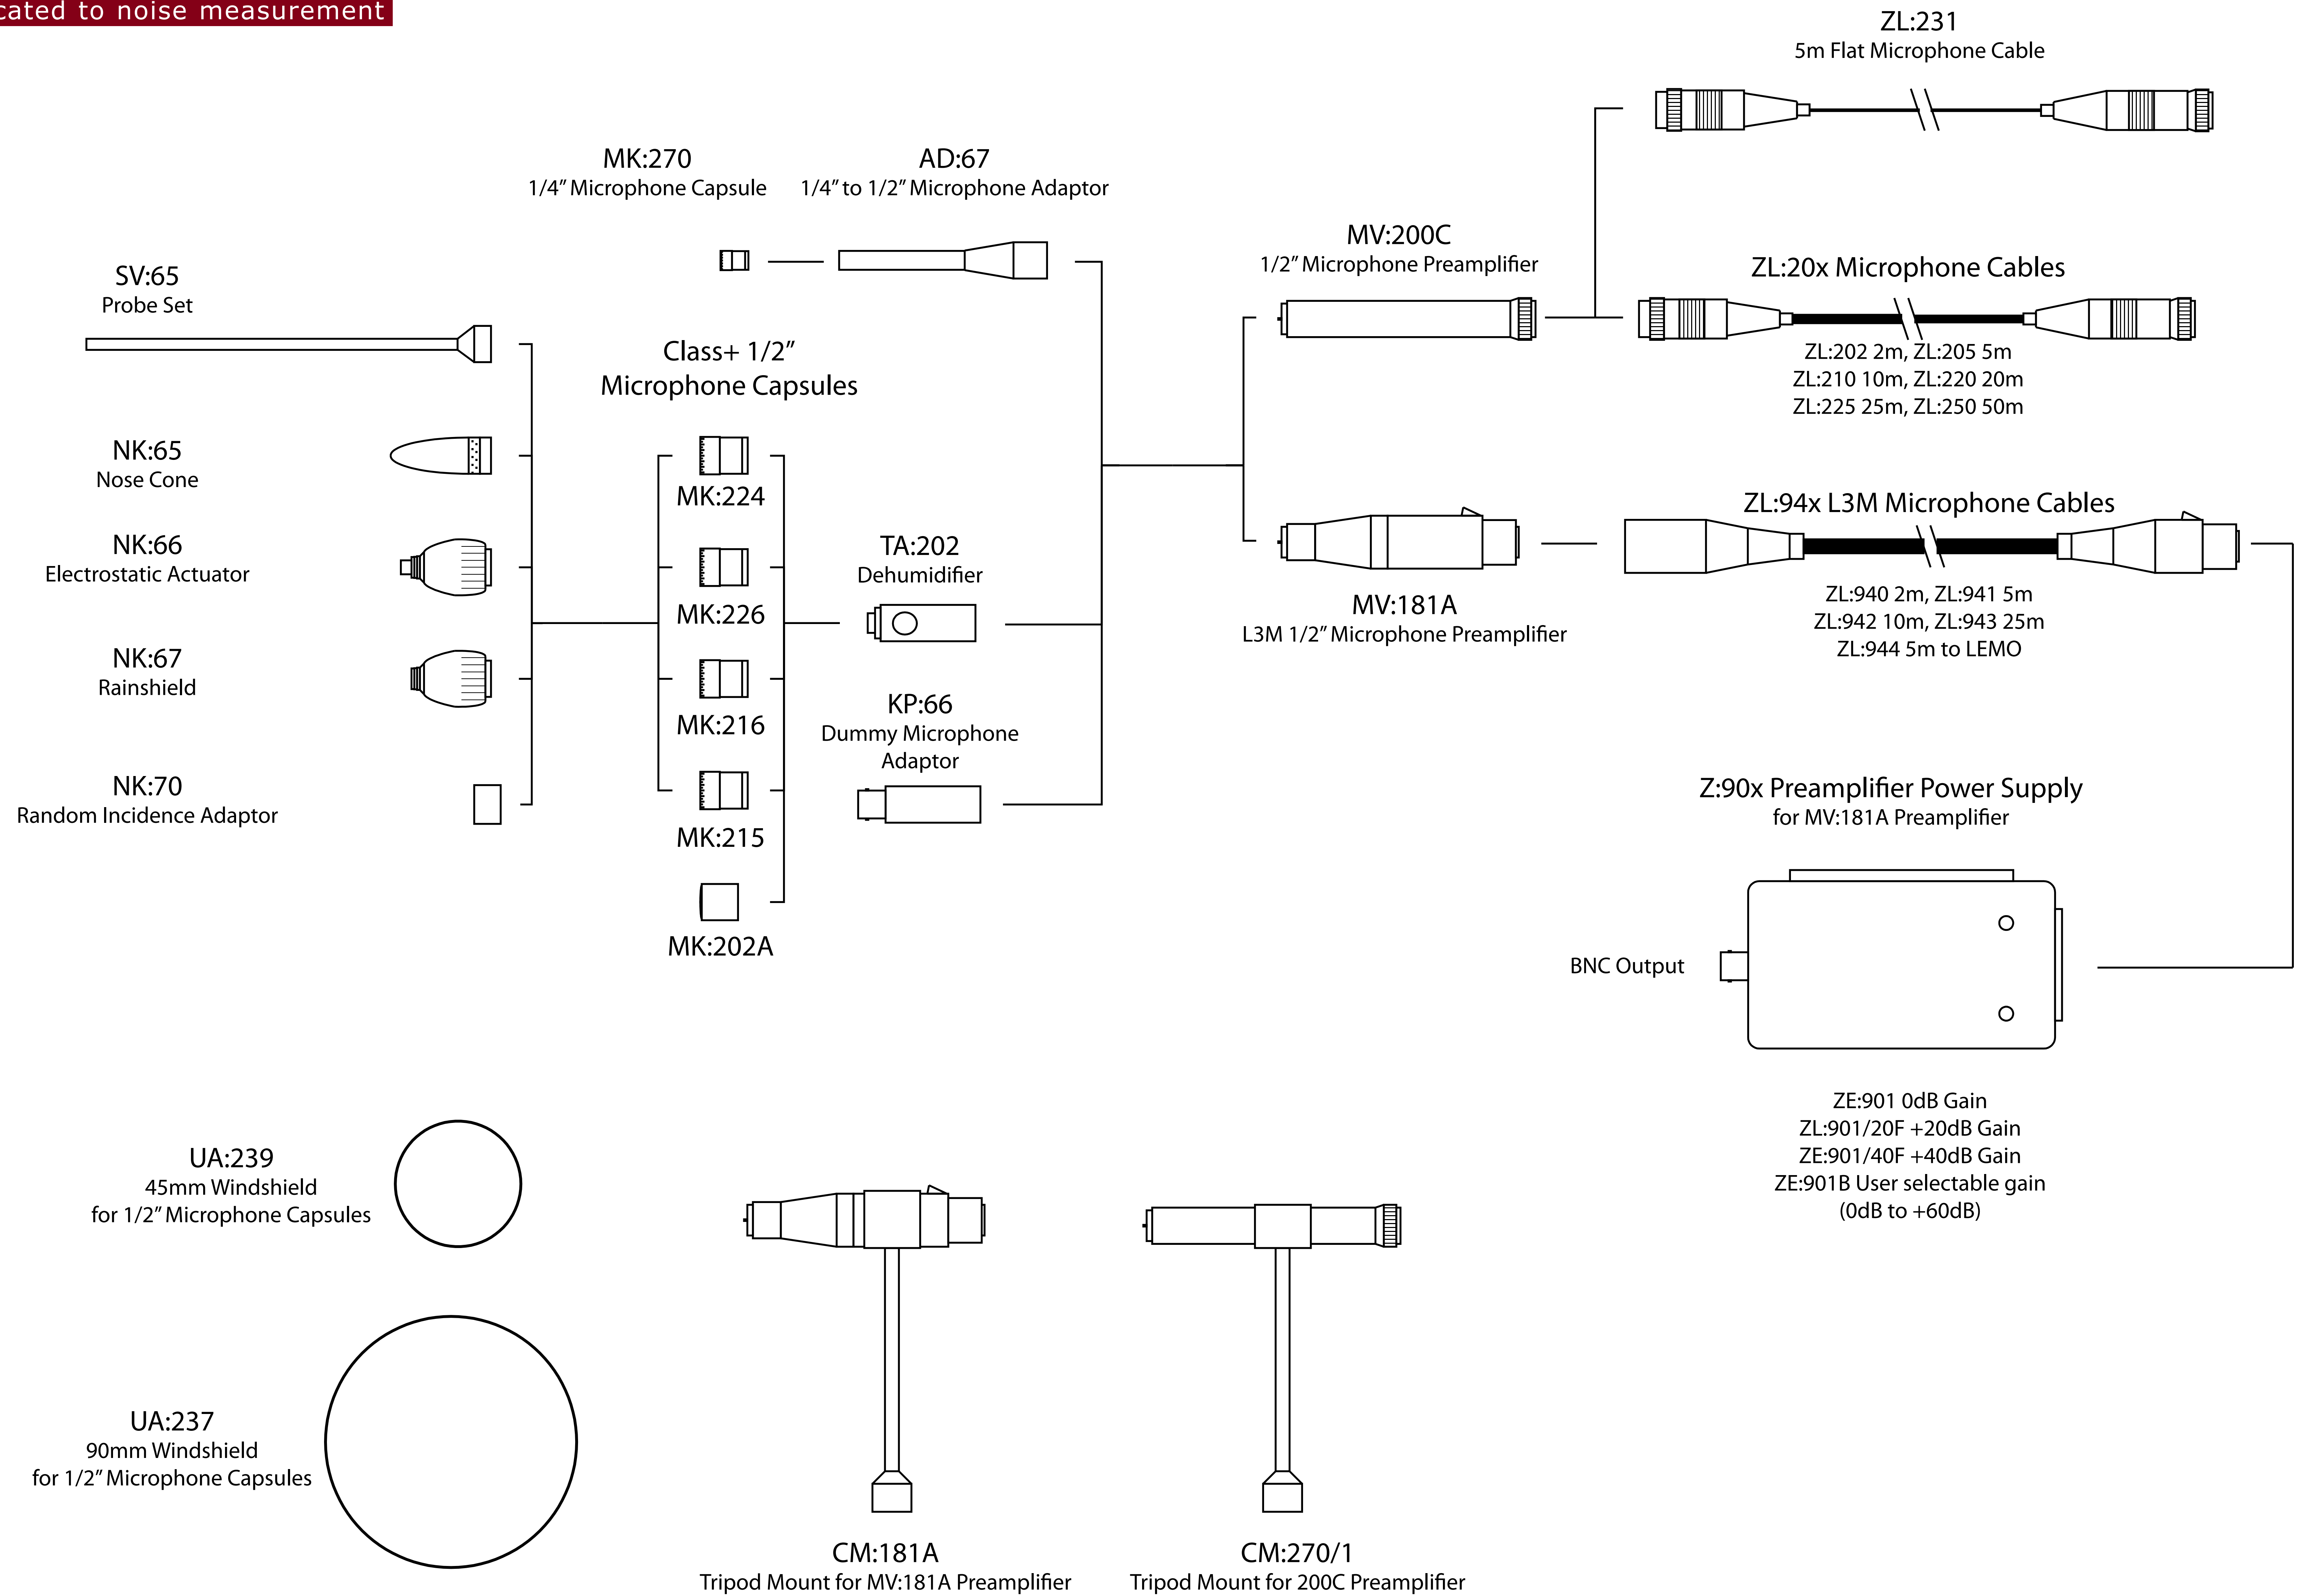 cated to noise measurement
ZL:231
5m Flat Microphone Cable
MK:270
1/4” Microphone Capsule
AD:67
1/4” to 1/2” Microphone Adaptor
MV:200C
1/2” Microphone Preamplifier
ZL:20x Microphone Cables
ZL:202 2m, ZL:205 5m
ZL:210 10m, ZL:220 20m
ZL:225 25m, ZL:250 50m
SV:65
Probe Set
Class+ 1/2”
Microphone Capsules
NK:65
Nose Cone
MK:224
NK:66
Electrostatic Actuator
MK:226
TA:202
Dehumidifier
ZL:94x L3M Microphone Cables
ZL:940 2m, ZL:941 5m
ZL:942 10m, ZL:943 25m
ZL:944 5m to LEMO
MV:181A
L3M 1/2” Microphone Preamplifier
NK:67
Rainshield
MK:216
KP:66
Dummy Microphone
Adaptor
NK:70
Random Incidence Adaptor
MK:215
MK:202A
Z:90x Preamplifier Power Supply
for MV:181A Preamplifier
BNC Output
ZE:901 0dB Gain
ZL:901/20F +20dB Gain
ZE:901/40F +40dB Gain
ZE:901B User selectable gain
(0dB to +60dB)
UA:239
45mm Windshield
for 1/2” Microphone Capsules
UA:237
90mm Windshield
for 1/2” Microphone Capsules
CM:181A
Tripod Mount for MV:181A Preamplifier
CM:270/1
Tripod Mount for 200C Preamplifier